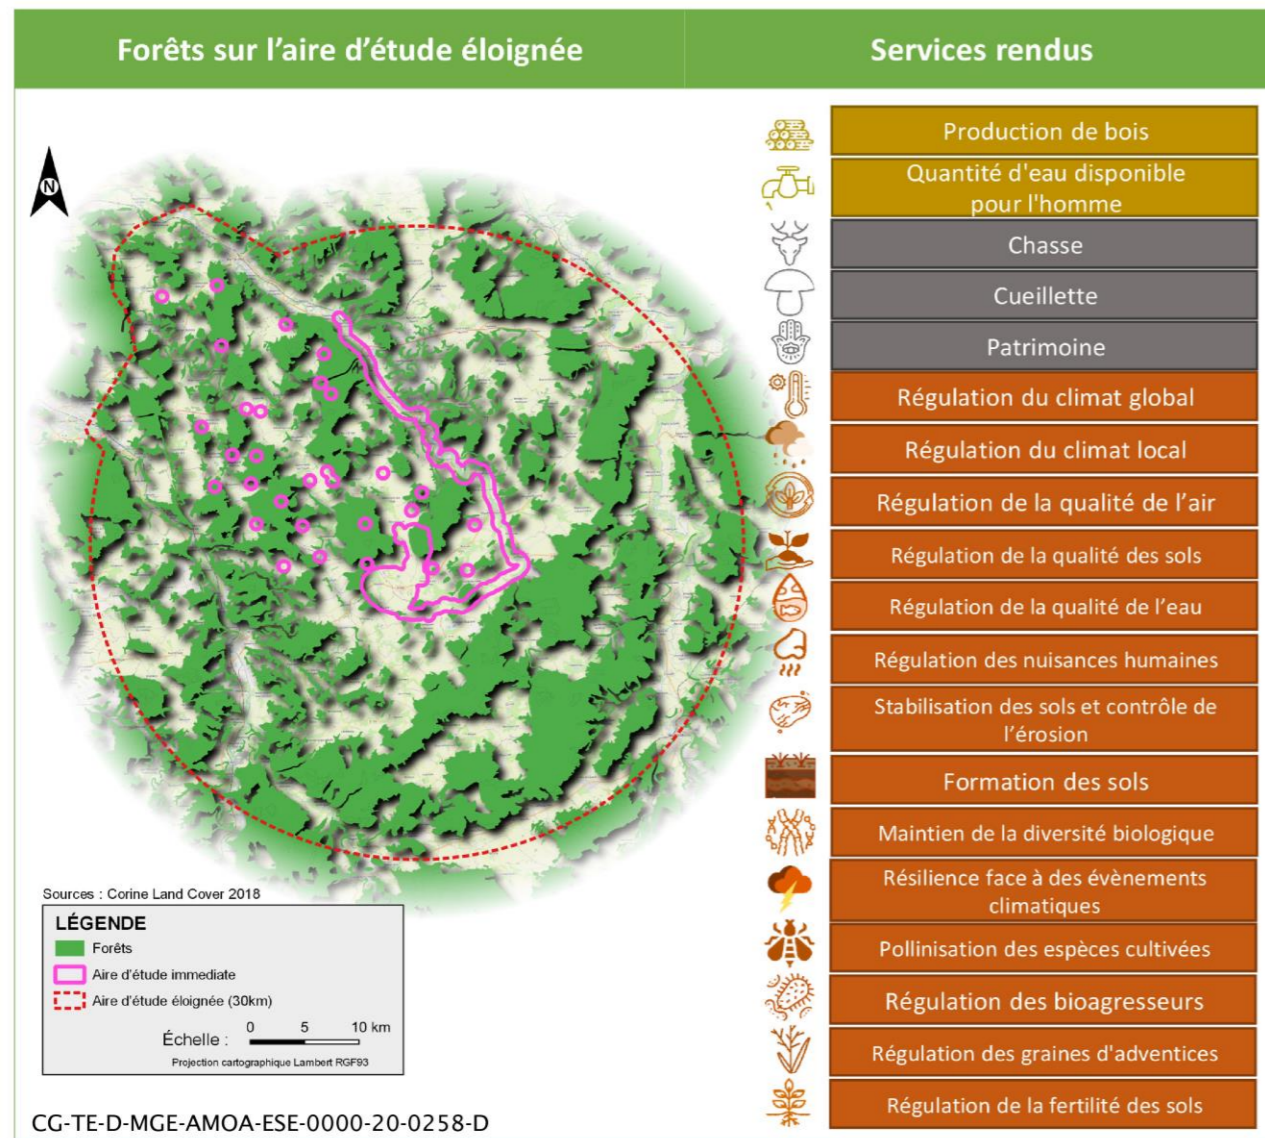 Forêts sur l’aire d’étude éloignée
Services rendus
N
Production de bois
Quantité d'eau disponible
pour l'homme
Chasse
Cueillette
Patrimoine
Régulation du climat global
Régulation du climat local
Régulation de la qualité de l’air
Régulation de la qualité des sols
Régulation de la qualité de l’eau
Régulation des nuisances humaines
Stabilisation des sols et contrôle de
l’érosion
Formation des sols
Maintien de la diversité biologique
Résilience face à des évènements
climatiques
Pollinisation des espèces cultivées
Régulation des bioagresseurs
Régulation des graines d'adventices
Régulation de la fertilité des sols
Sources : Corine Land Cover 2018
LÉGENDE
Forêts
Aire d'étude immediate
Aire d'étude éloignée (30km)
Échelle : 0 5 10 km
Projection cartographique Lambert RGF93
CG-TE-D-MGE-AMOA-ESE-0000-20-0258-D